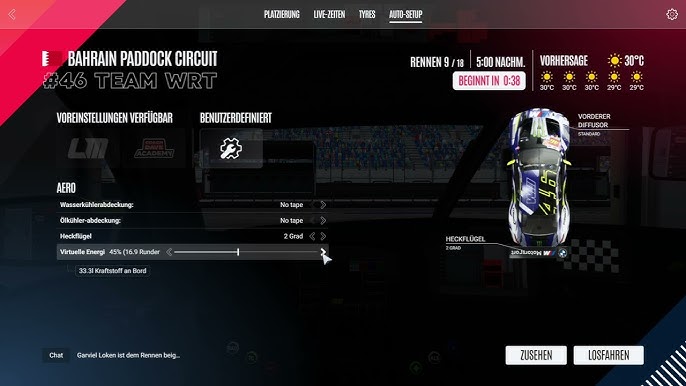 PLATZIERUNG LIVE-ZEITEN TYRES AUTO-SETUP
BAHRAIN PADDOCK CIRCUIT
#46 TEAM WRT
RENNEN 9 / 18 5:00 NACHM.
BEGINNT IN 0:38
VORHERSAGE 30°C
30°C 30°C 30°C 29°C 29°C
VOREINSTELLUNGEN VERFÜGBAR
BENUTZERDEFINIERT
LM
ACADEMY
VORDERER
DIFFUSOR
STANDARD
AERO
Wasserkühlerabdeckung: No tape
Ölkühler-abdeckung: No tape
Heckflügel 2 Grad
Virtuelle Energi 45% (16.9 Runder
33.3l Kraftstoff an Bord
HECKFLÜGEL
2 GRAD
Motorsport
Chat Garviel Loken ist dem Rennen beig...
ZUSEHEN LOSFAHREN